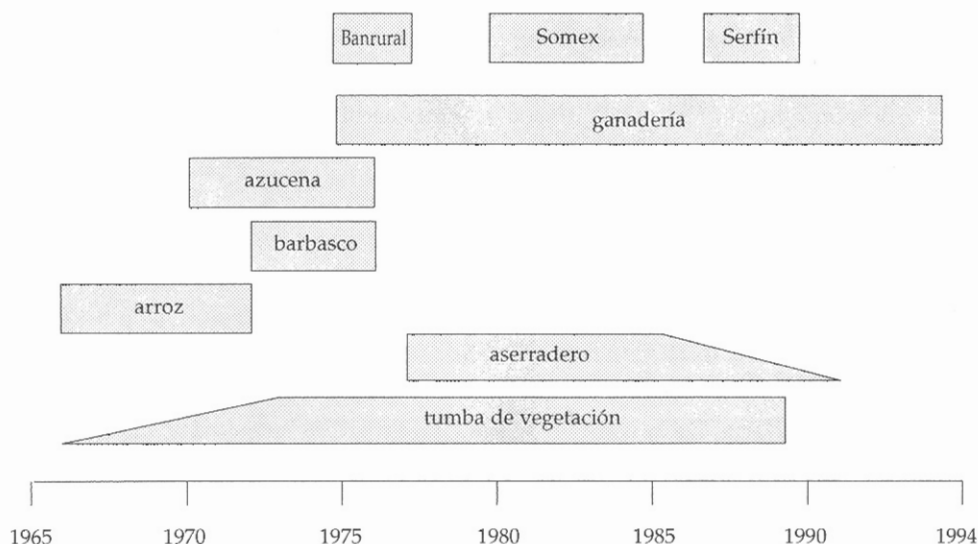 Banrural Somex Serfín
ganadería
azucena
barbasco
arroz
aserradero
tumba de vegetación
1965 1970 1975 1980 1985 1990 1994